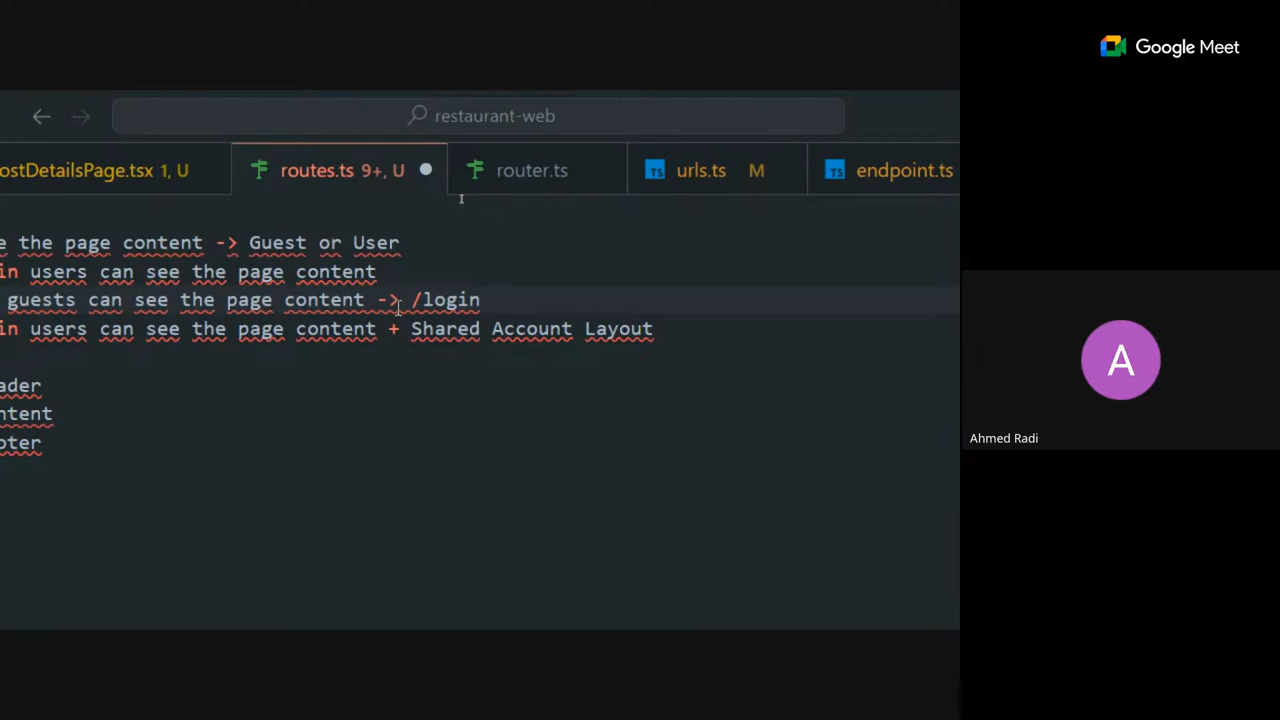 Google Meet
restaurant-web
ostDetailsPage.tsx 1, U
routes.ts 9+, U
router.ts
urls.ts M
endpoint.ts
e the page content -> Guest or User
in users can see the page content
guests can see the page content -> /login
in users can see the page content + Shared Account Layout
ader
ntent
oter
A
Ahmed Radi